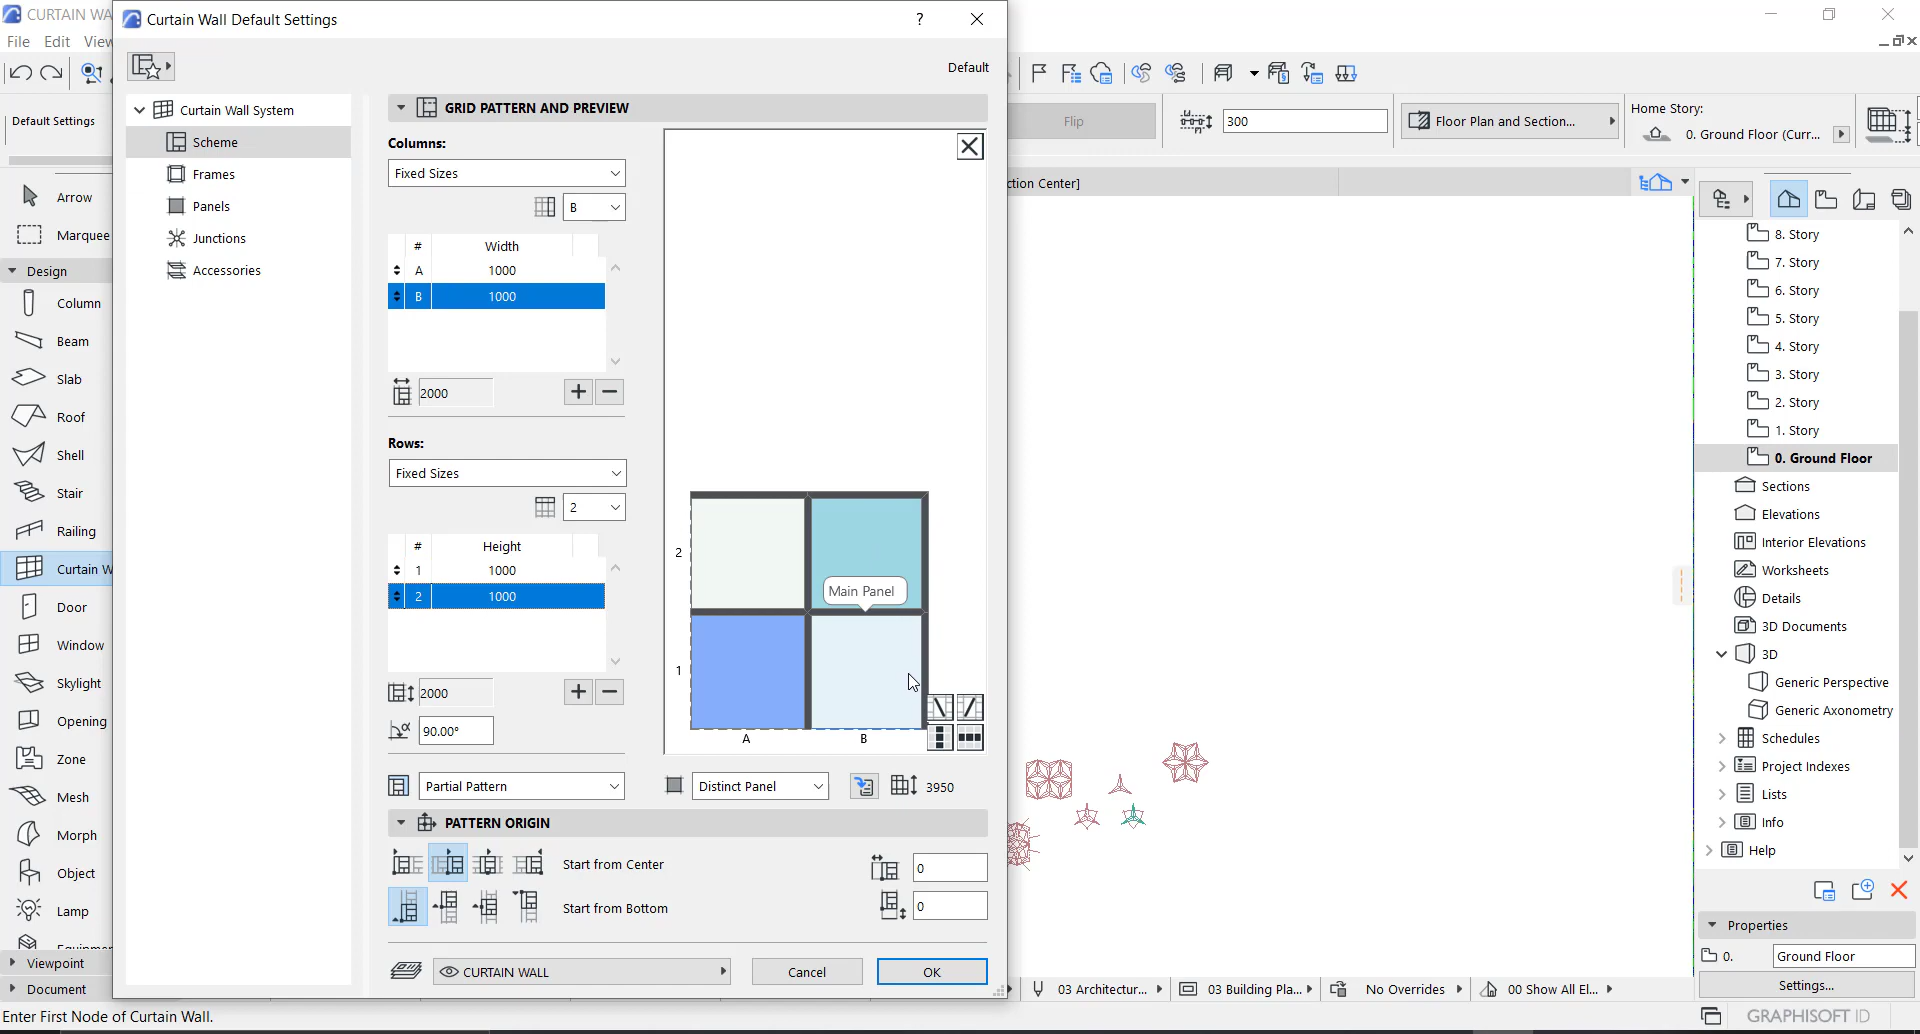 CURTAIN WA
Curtain Wall Default Settings
?
File Edit View
Default
Default Settings
Curtain Wall System
Scheme
Frames
Panels
Junctions
Accessories
GRID PATTERN AND PREVIEW
Columns:
Fixed Sizes
B
# Width
A 1000
B 1000
2000
Rows:
Fixed Sizes
2
# Height
1 1000
2 1000
2000
α
90.00°
Partial Pattern
2
1
A B
Main Panel
Distinct Panel
3950
PATTERN ORIGIN
Start from Center
0
Start from Bottom
0
CURTAIN WALL
Cancel
OK
Arrow
Marquee
Design
Column
Beam
Slab
Roof
Shell
Stair
Railing
Curtain W
Door
Window
Skylight
Opening
Zone
Mesh
Morph
Object
Lamp
Viewpoint
Document
Enter First Node of Curtain Wall.
Flip
300
Floor Plan and Section...
Home Story:
0. Ground Floor (Curr...
ction Center]
8. Story
7. Story
6. Story
5. Story
4. Story
3. Story
2. Story
1. Story
0. Ground Floor
Sections
Elevations
Interior Elevations
Worksheets
Details
3D Documents
3D
Generic Perspective
Generic Axonometry
Schedules
Project Indexes
Lists
Info
Help
Properties
0. Ground Floor
Settings...
03 Architectur...
03 Building Pla...
No Overrides
00 Show All El...
GRAPHISOFT ID